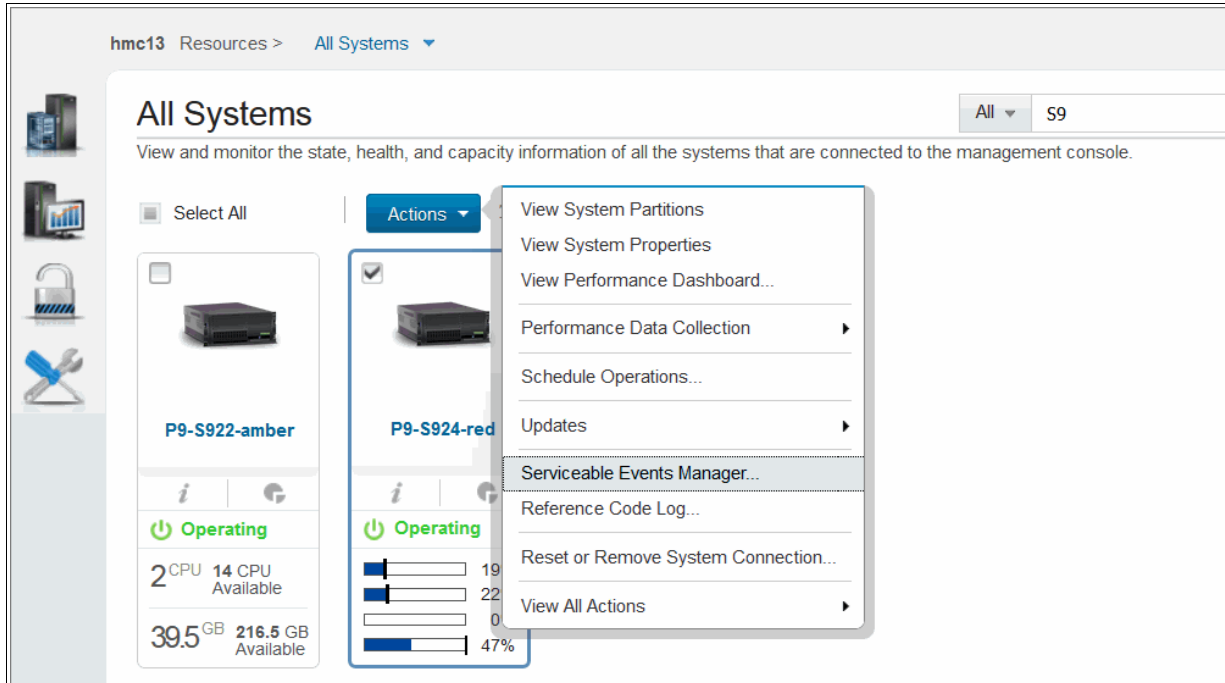 hmc13 Resources > All Systems
All Systems
All S9
View and monitor the state, health, and capacity information of all the systems that are connected to the management console.
Select All
Actions
View System Partitions
View System Properties
View Performance Dashboard...
Performance Data Collection
Schedule Operations...
Updates
Serviceable Events Manager...
Reference Code Log...
Reset or Remove System Connection...
View All Actions
P9-S922-amber
i
Operating
2 CPU 14 CPU
Available
39.5 GB 216.5 GB
Available
P9-S924-red
i
Operating
19
22
0
47%